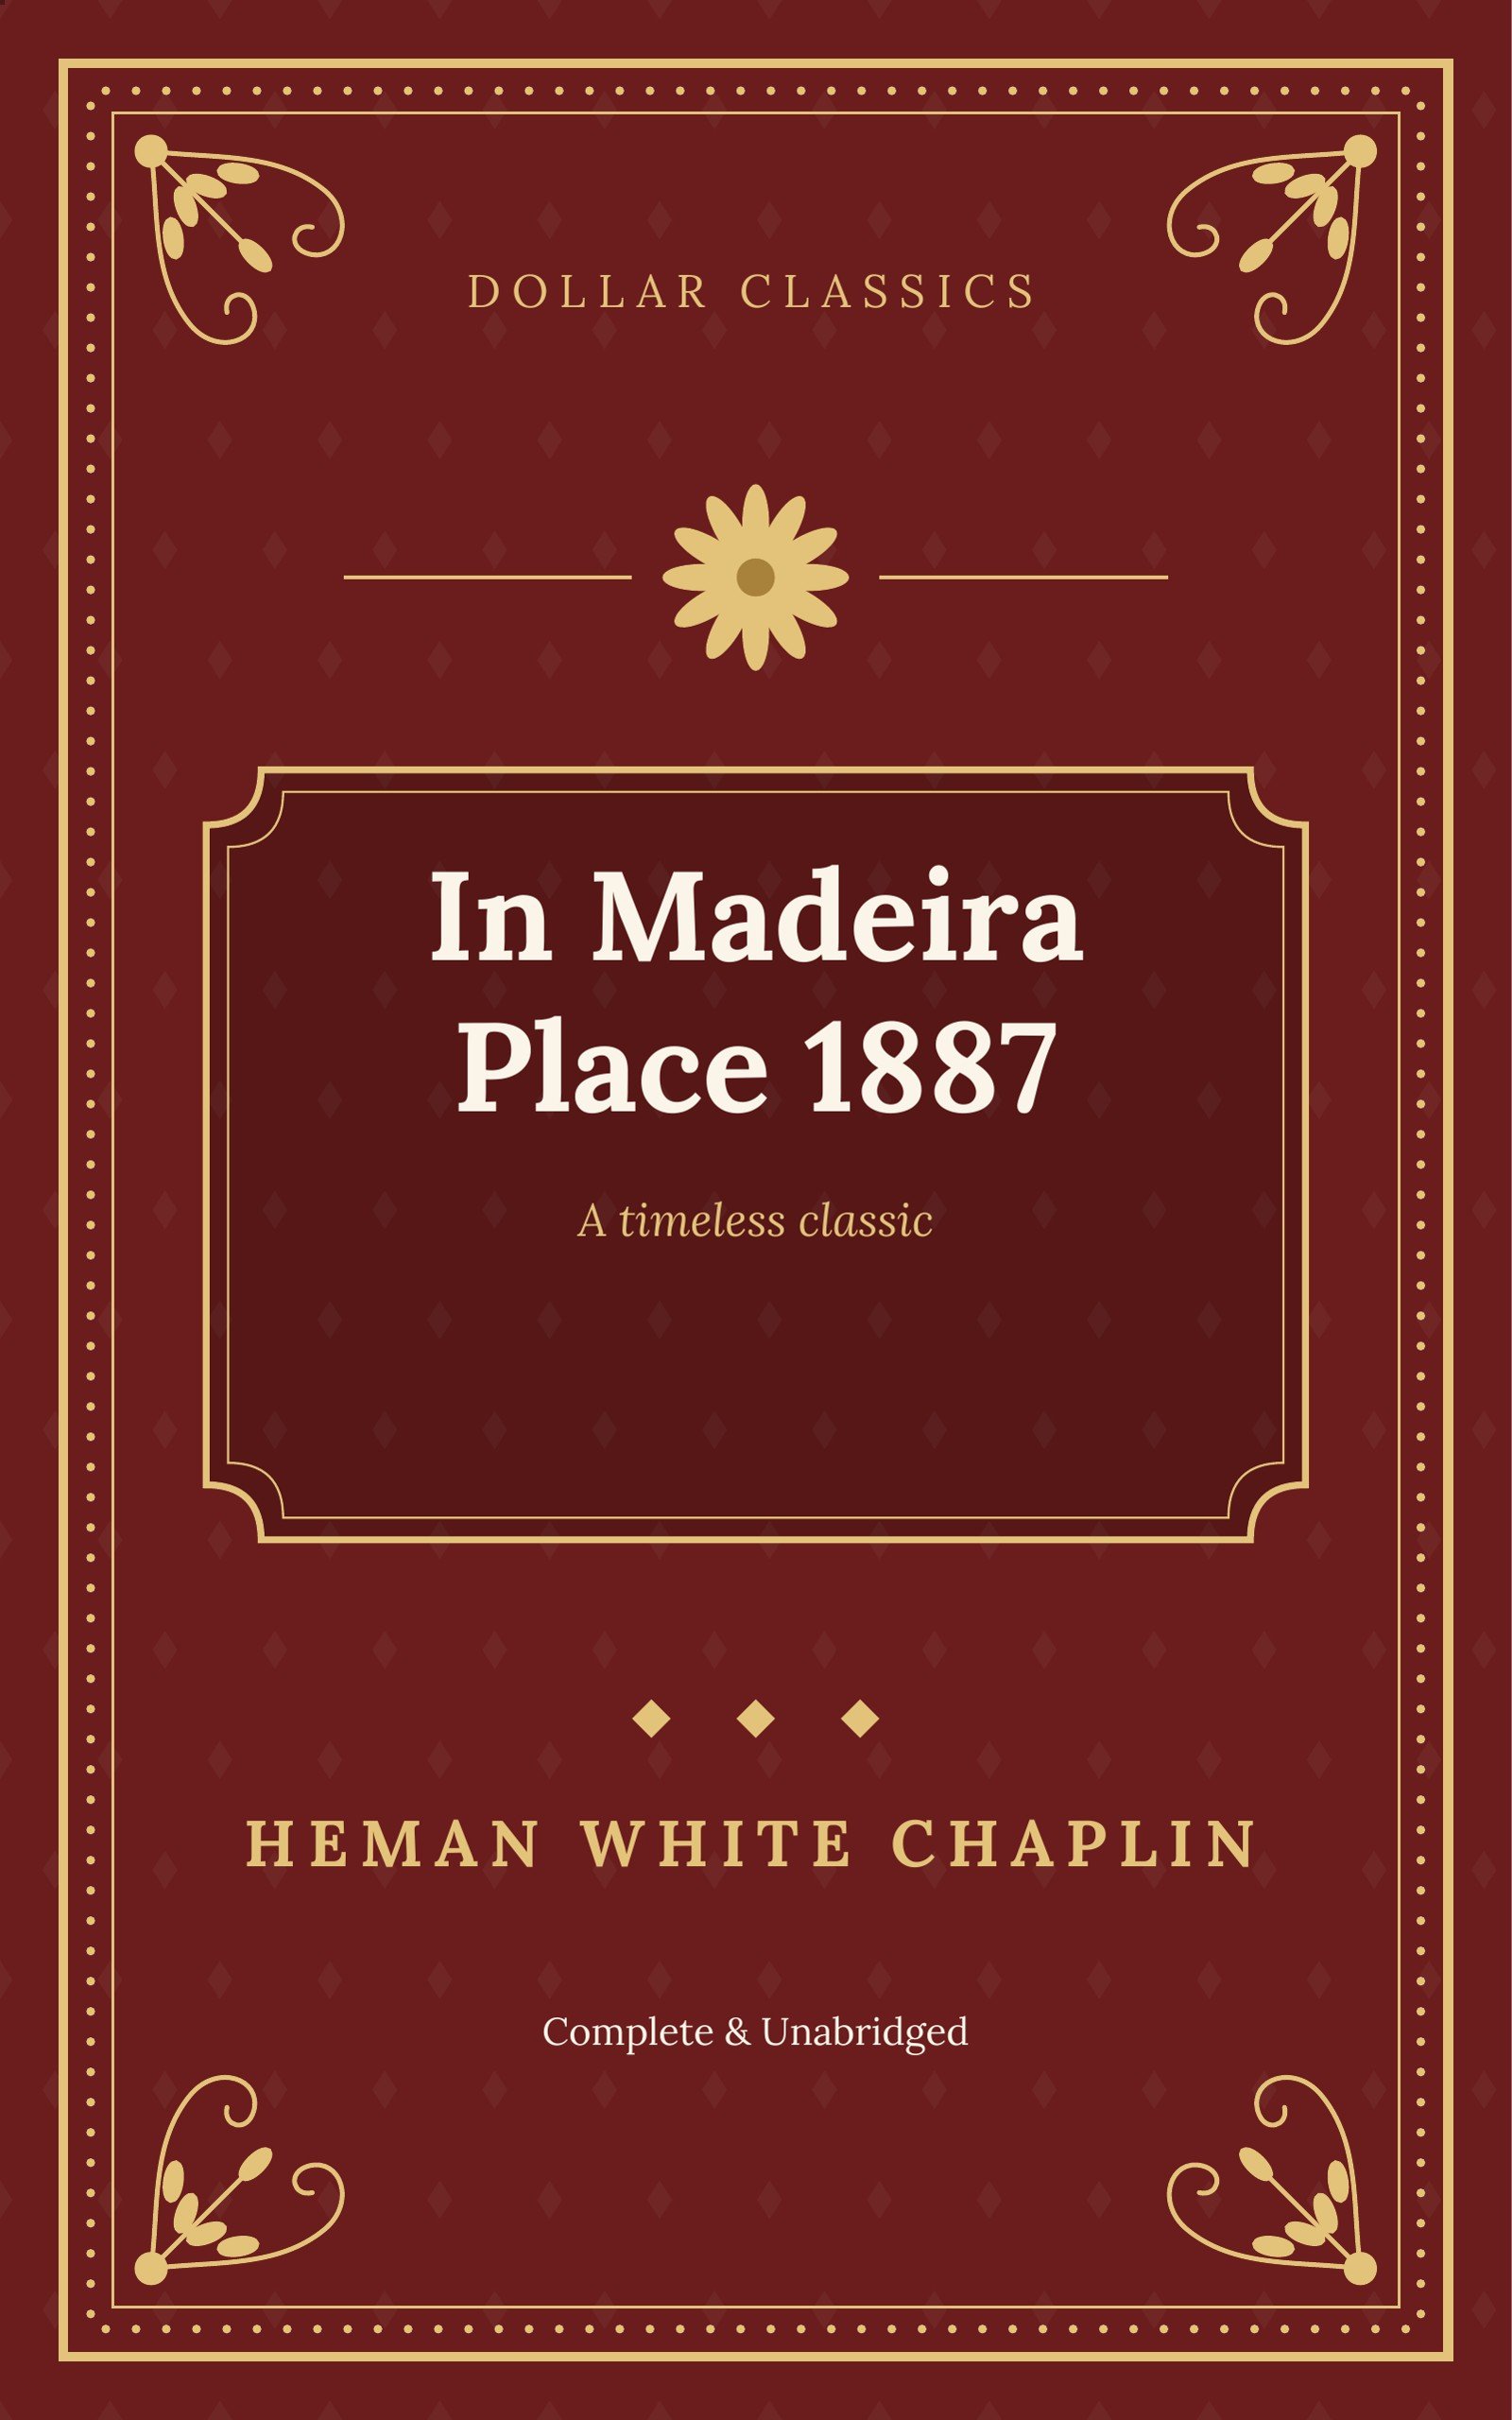 DOLLAR CLASSICS
In Madeira
Place 1887
A timeless classic
HEMAN WHITE CHAPLIN
Complete & Unabridged